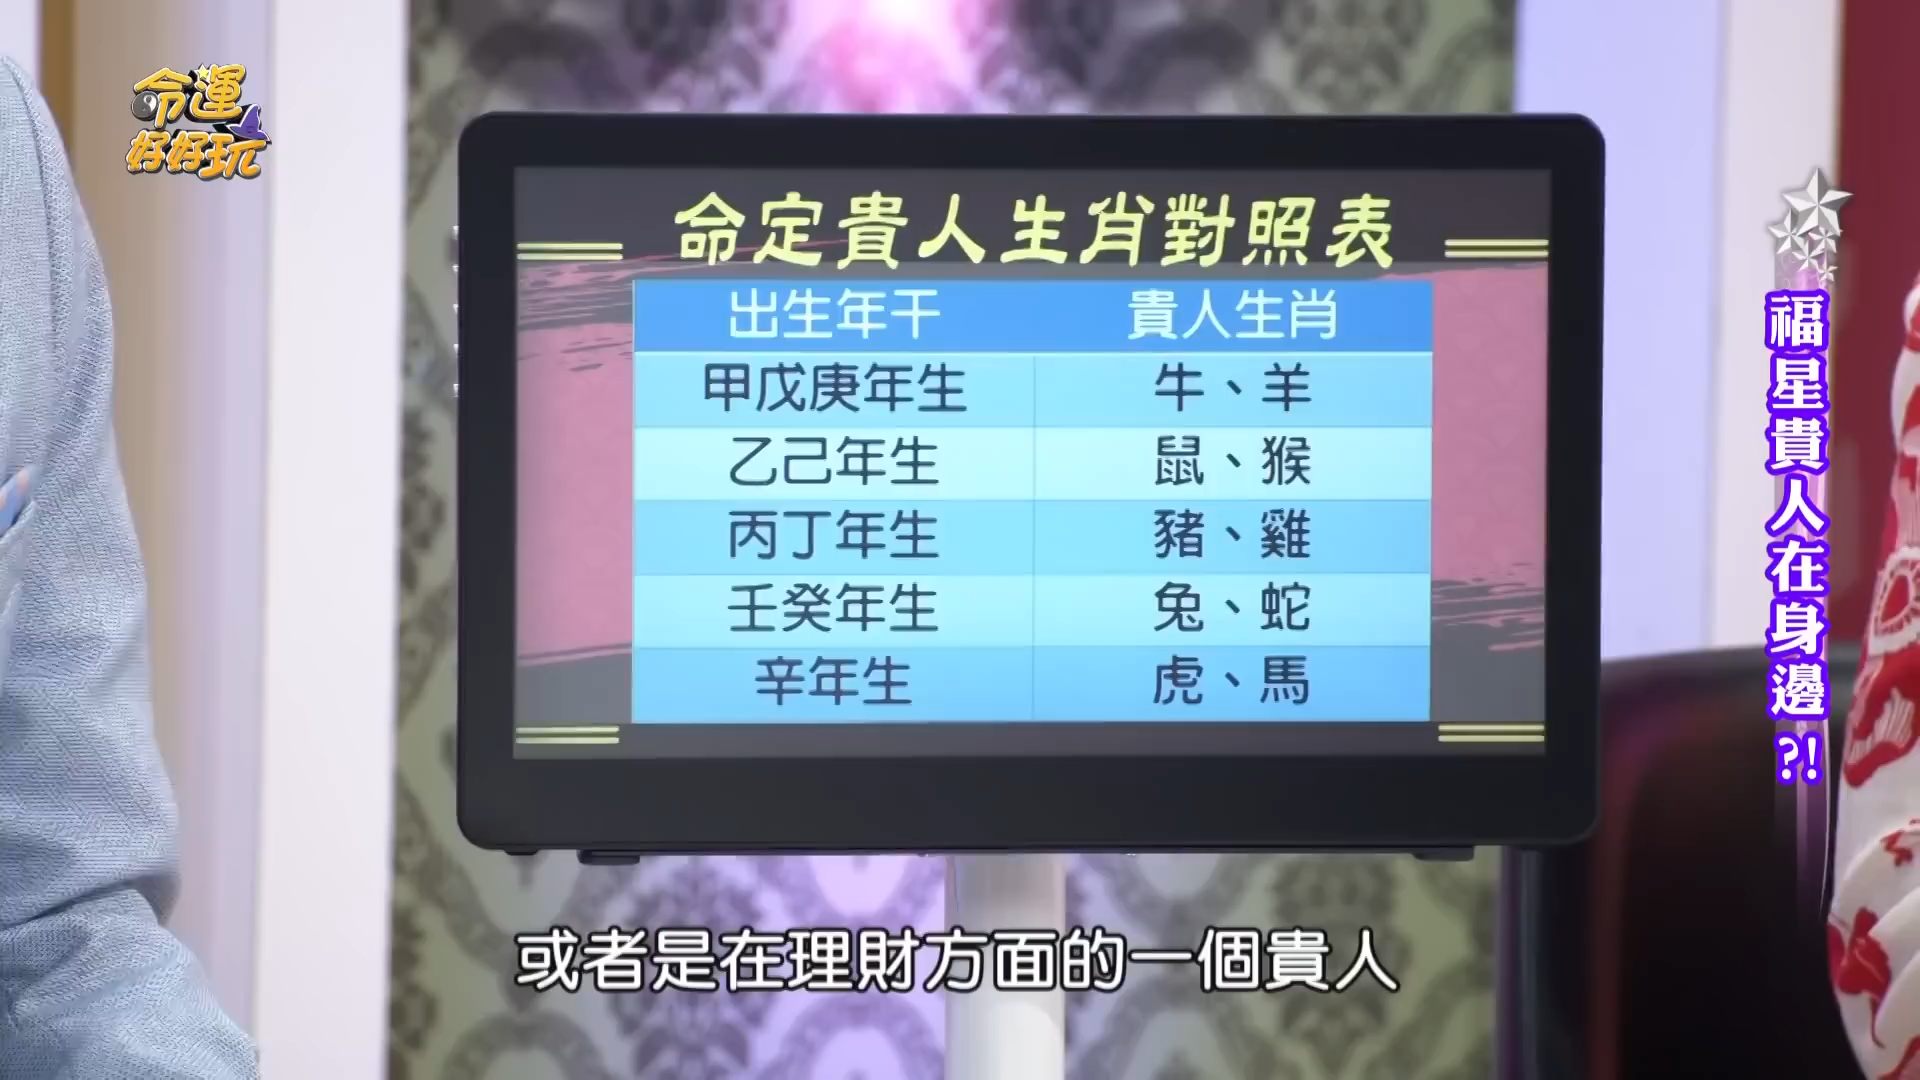 命運
好好玩
命定貴人生肖對照表
出生年干 貴人生肖
甲戊庚年生 牛、羊
乙己年生 鼠、猴
丙丁年生 豬、雞
壬癸年生 兔、蛇
辛年生 虎、馬
福星貴人在身邊?!
或者是在理財方面的一個貴人